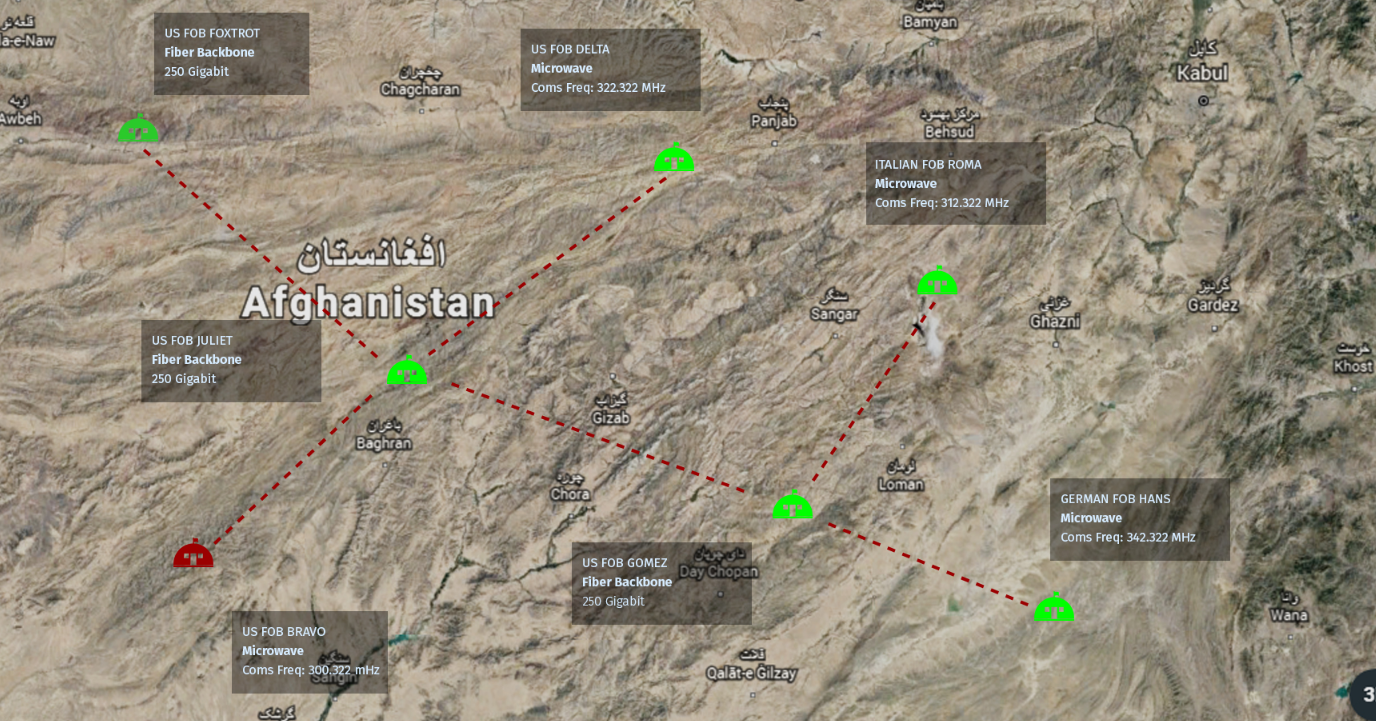 قلعه نو
la-e-Naw
US FOB FOXTROT
Fiber Backbone
250 Gigabit
اوبه
Awbeh
چغچران
Chagcharan
US FOB DELTA
Microwave
Coms Freq: 322.322 MHz
بامیان
Bamyan
پنجاب
Panjab
مرکز بهسود
Behsud
کابل
Kabul
ITALIAN FOB ROMA
Microwave
Coms Freq: 312.322 MHz
افغانستان
Afghanistan
سنگر
Sangar
غزنی
Ghazni
گردیز
Gardez
خوست
Khost
US FOB JULIET
Fiber Backbone
250 Gigabit
باغران
Baghran
گیزاب
Gizab
چوره
Chora
لومان
Loman
GERMAN FOB HANS
Microwave
Coms Freq: 342.322 MHz
US FOB GOMEZ
Fiber Backbone
250 Gigabit
دای چوپان
Day Chopan
وانا
Wana
US FOB BRAVO
Microwave
Coms Freq: 300.322 mHz
سنگین
Sangin
قلات
Qalāt-e Gilzay
گرشک
3